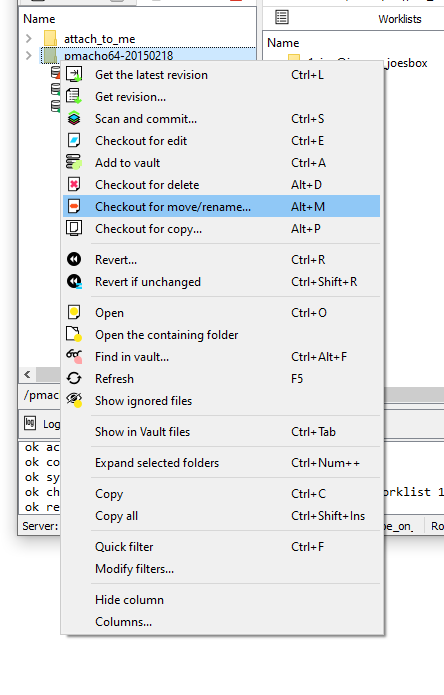 Worklists
Name
Name
attach_to_me
joesbox
pmacho64-20150218
Get the latest revision Ctrl+L
Get revision...
Scan and commit... Ctrl+S
Checkout for edit Ctrl+E
Add to vault Ctrl+A
Checkout for delete Alt+D
Checkout for move/rename... Alt+M
Checkout for copy... Alt+P
Revert... Ctrl+R
Revert if unchanged Ctrl+Shift+R
Open Ctrl+O
Open the containing folder
Find in vault... Ctrl+Alt+F
Refresh F5
Show ignored files
Show in Vault files Ctrl+Tab
Expand selected folders Ctrl+Num++
Copy Ctrl+C
Copy all Ctrl+Shift+Ins
Quick filter Ctrl+F
Modify filters...
Hide column
Columns...
/pmac
log Log
ok ac
ok co
ok sy
ok ch orklist 1
ok re
Server: Ro